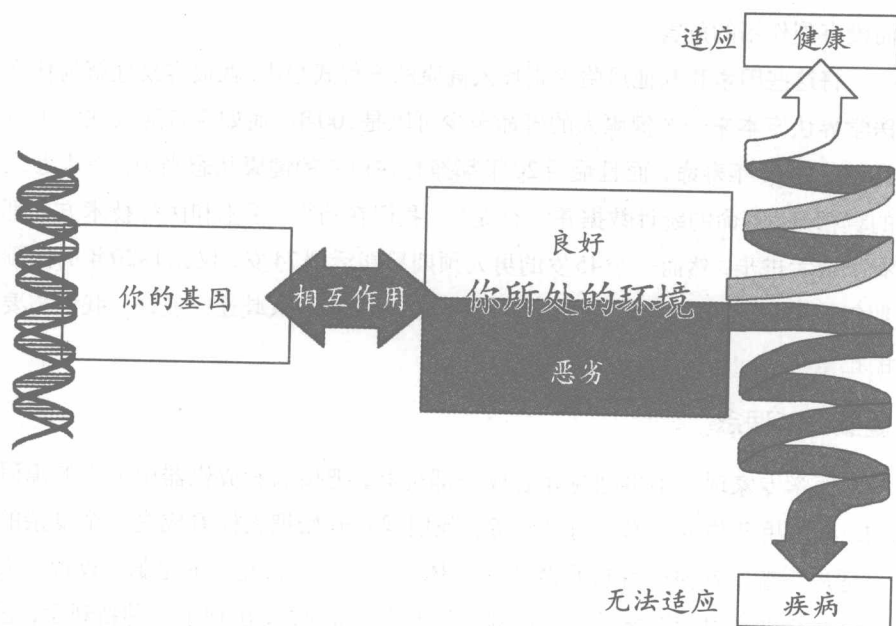 适应 健康
良好
你的基因 相互作用 你所处的环境
恶劣
无法适应 疾病